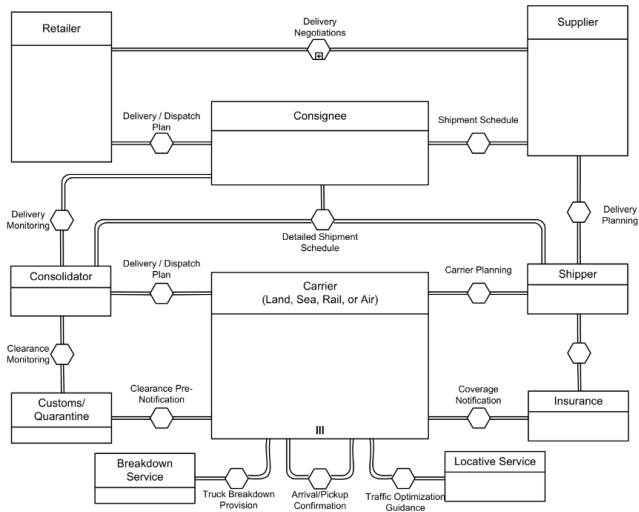 Retailer
Delivery
Negotiations
Supplier
Delivery / Dispatch
Plan
Consignee
Shipment Schedule
Delivery
Monitoring
Detailed Shipment
Schedule
Delivery
Planning
Consolidator
Delivery / Dispatch
Plan
Carrier
(Land, Sea, Rail, or Air)
Carrier Planning
Shipper
Clearance
Monitoring
Customs/
Quarantine
Clearance Pre-
Notification
Coverage
Notification
Insurance
Breakdown
Service
Truck Breakdown
Provision
Arrival/Pickup
Confirmation
Traffic Optimization
Guidance
Locative Service